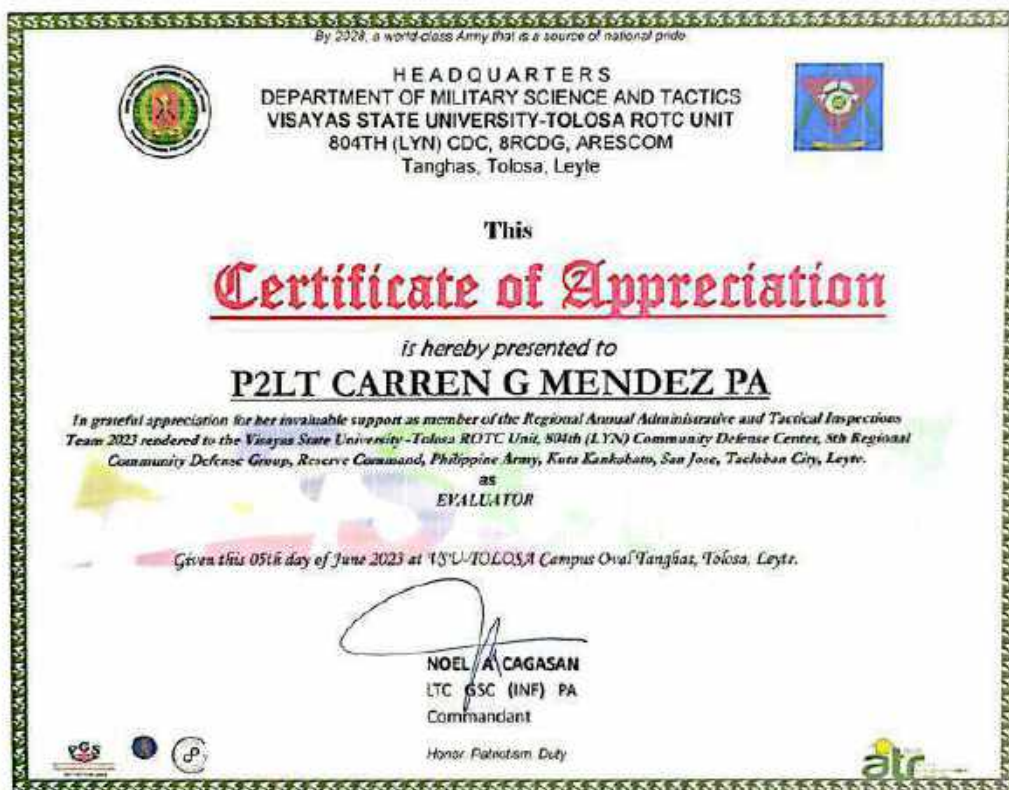 By 2028, a world-class Army that is a source of national pride
HEADQUARTERS
DEPARTMENT OF MILITARY SCIENCE AND TACTICS
VISAYAS STATE UNIVERSITY-TOLOSA ROTC UNIT
804TH (LYN) CDC, 8RCDG, ARESCOM
Tanghas, Tolosa, Leyte
This
Certificate of Appreciation
is hereby presented to
P2LT CARREN G MENDEZ PA
In grateful appreciation for her invaluable support as member of the Regional Annual Administrative and Tactical Inspections
Team 2023 rendered to the Visayas State University-Tolosa ROTC Unit, 804th (LYN) Community Defense Center, 8th Regional
Community Defense Group, Reserve Command, Philippine Army, Kuta Kankabato, San Jose, Tacloban City, Leyte.
as
EVALUATOR
Given this 05th day of June 2023 at VSU-TOLOSA Campus Oval Tanghas, Tolosa, Leyte.
NOEL A CAGASAN
LTC GSC (INF) PA
Commandant
Honor Patriotism Duty
PGS
atr